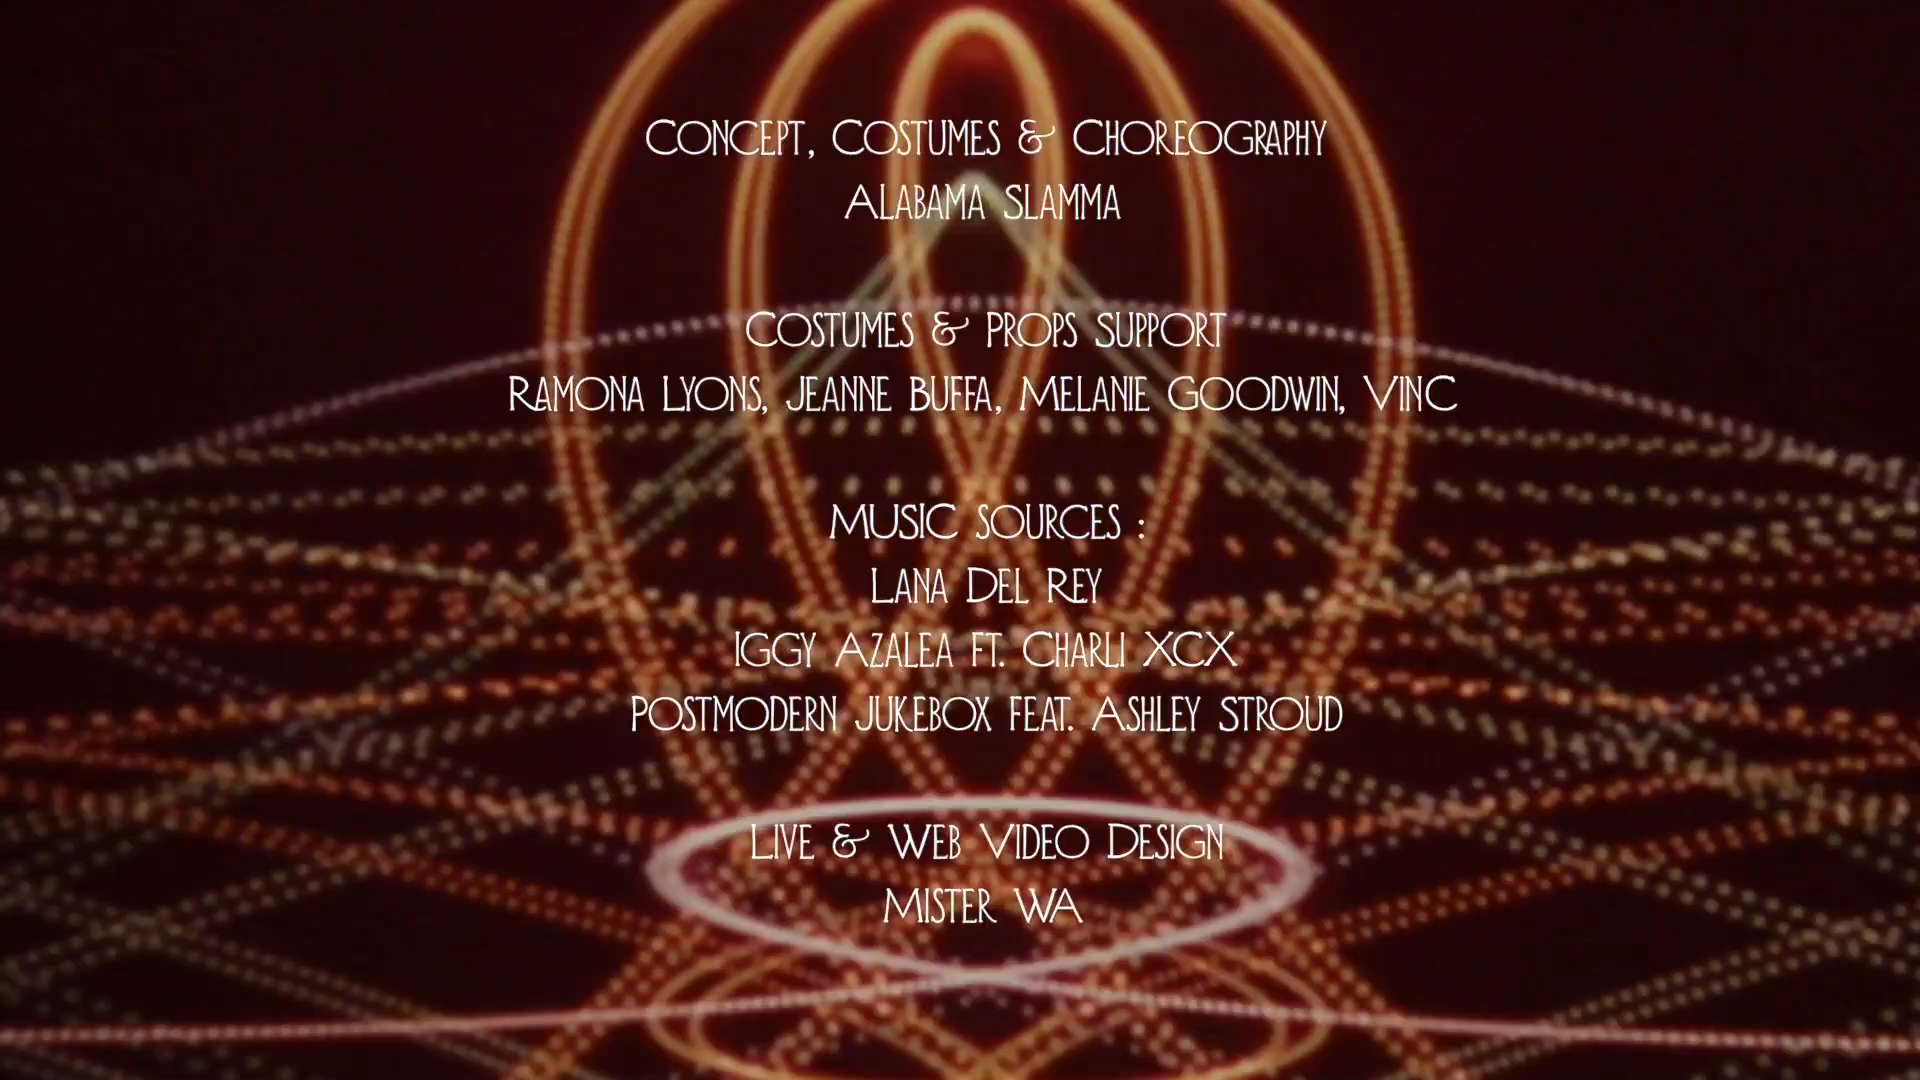 Concept, Costumes & Choreography
Alabama Slamma
Costumes & Props Support
Ramona Lyons, Jeanne Buffa, Melanie Goodwin, Vinc
Music sources :
Lana Del Rey
Iggy Azalea ft. Charli XCX
Postmodern Jukebox feat. Ashley Stroud
Live & Web Video Design
Mister Wa